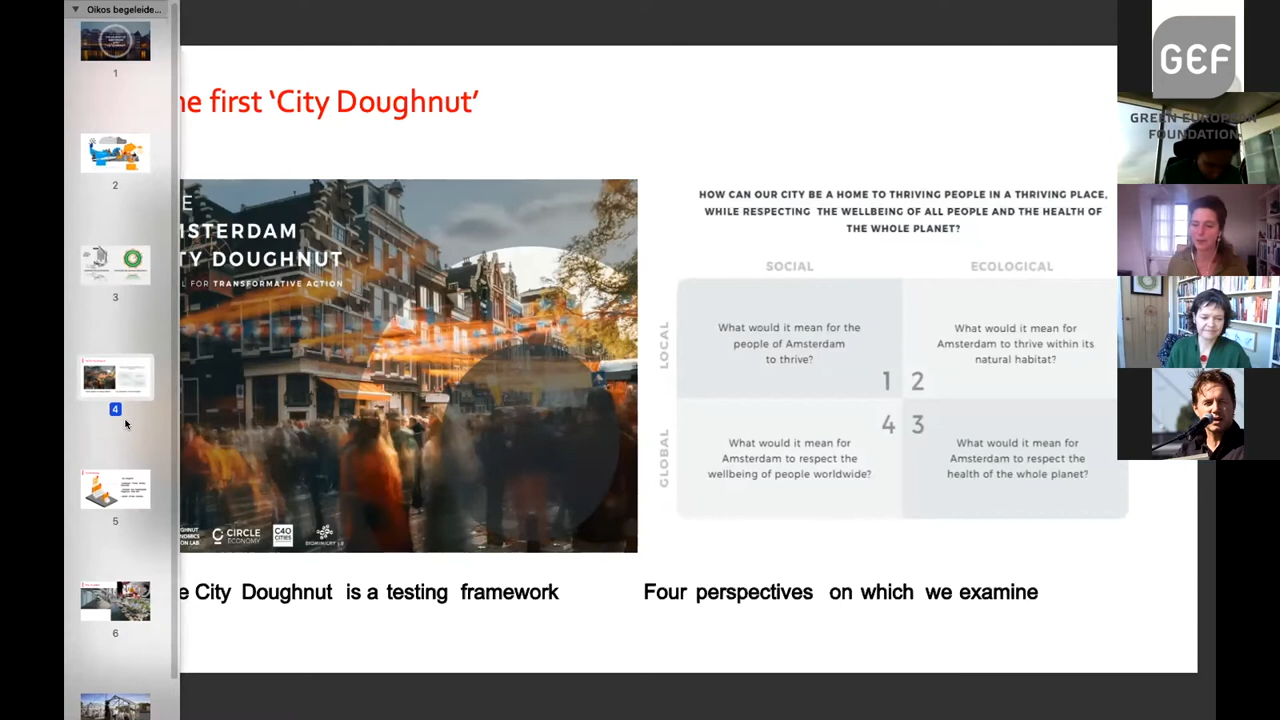 Oikos begeleide...
1
2
3
4
5
6
he first ‘City Doughnut’
MSTERDAM
TY DOUGHNUT
L FOR TRANSFORMATIVE ACTION
CIRCLE
ECONOMY
C40
CITIES
e City Doughnut is a testing framework
HOW CAN OUR CITY BE A HOME TO THRIVING PEOPLE IN A THRIVING PLACE,
WHILE RESPECTING THE WELLBEING OF ALL PEOPLE AND THE HEALTH OF
THE WHOLE PLANET?
SOCIAL
ECOLOGICAL
LOCAL
What would it mean for the
people of Amsterdam
to thrive?
1
What would it mean for
Amsterdam to thrive within its
natural habitat?
2
GLOBAL
What would it mean for
Amsterdam to respect the
wellbeing of people worldwide?
4
What would it mean for
Amsterdam to respect the
health of the whole planet?
3
Four perspectives on which we examine
GEF
GREEN EUROPEAN
FOUNDATION